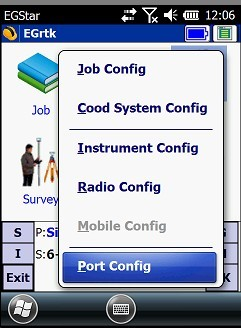 EGStar 12:06
EGrtk
Job Config
Job
Cood System Config
Instrument Config
Radio Config
Survey
Mobile Config
S P:Si
I S:6-
Exit
Port Config